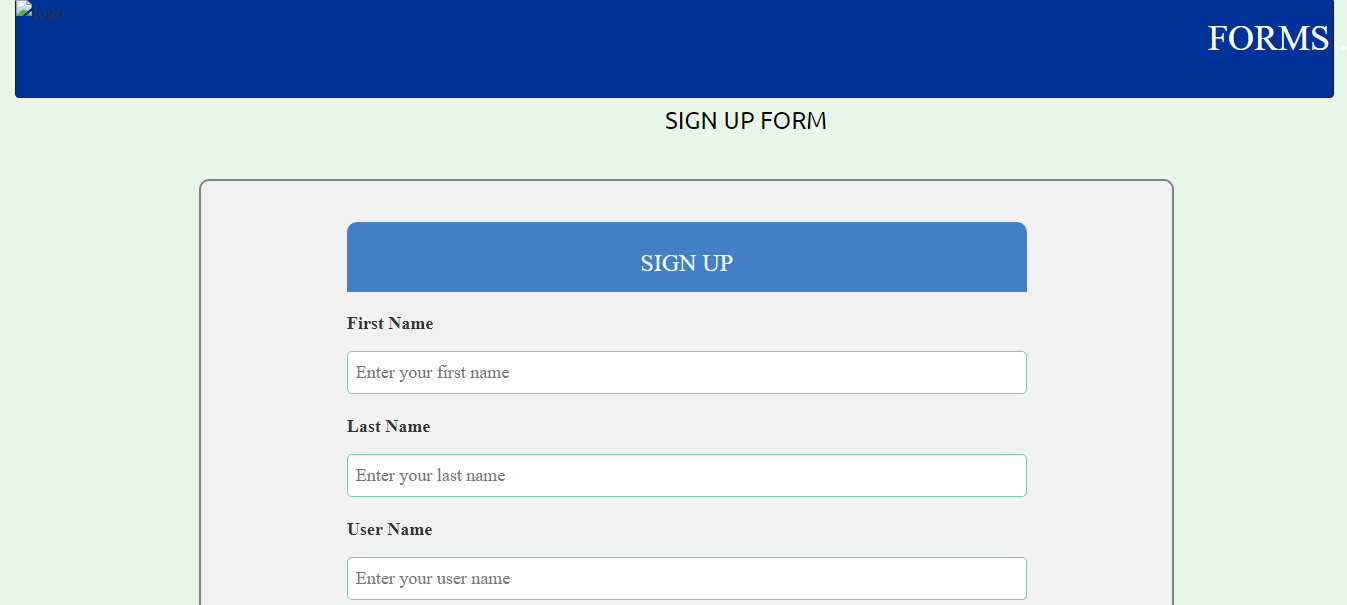 logo
FORMS .
SIGN UP FORM
SIGN UP
First Name
Enter your first name
Last Name
Enter your last name
User Name
Enter your user name